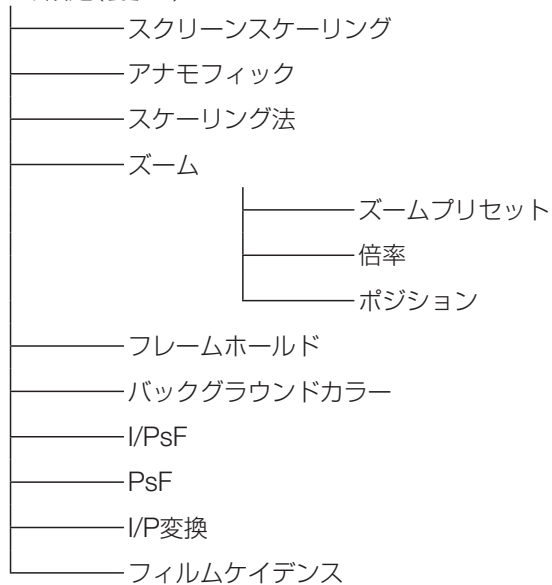 スクリーンスケーリング
アナモフィック
スケーリング法
ズーム
ズームプリセット
倍率
ポジション
フレームホールド
バックグラウンドカラー
I/PsF
PsF
I/P変換
フィルムケイデンス